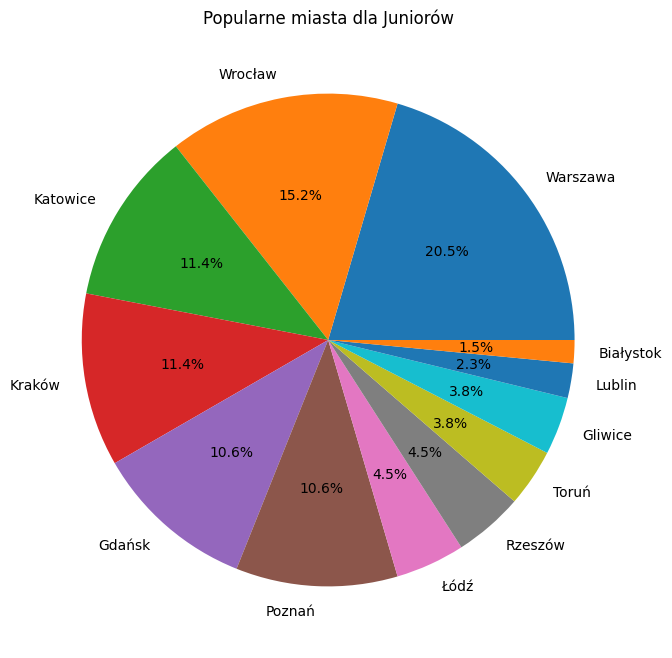 Popularne miasta dla Juniorów
Wrocław
Warszawa
15.2%
Katowice
20.5%
11.4%
1.5%
Białystok
11.4%
2.3%
Kraków
Lublin
3.8%
3.8%
Gliwice
10.6%
4.5%
4.5%
10.6%
Toruń
Gdańsk
Rzeszów
Łódź
Poznań